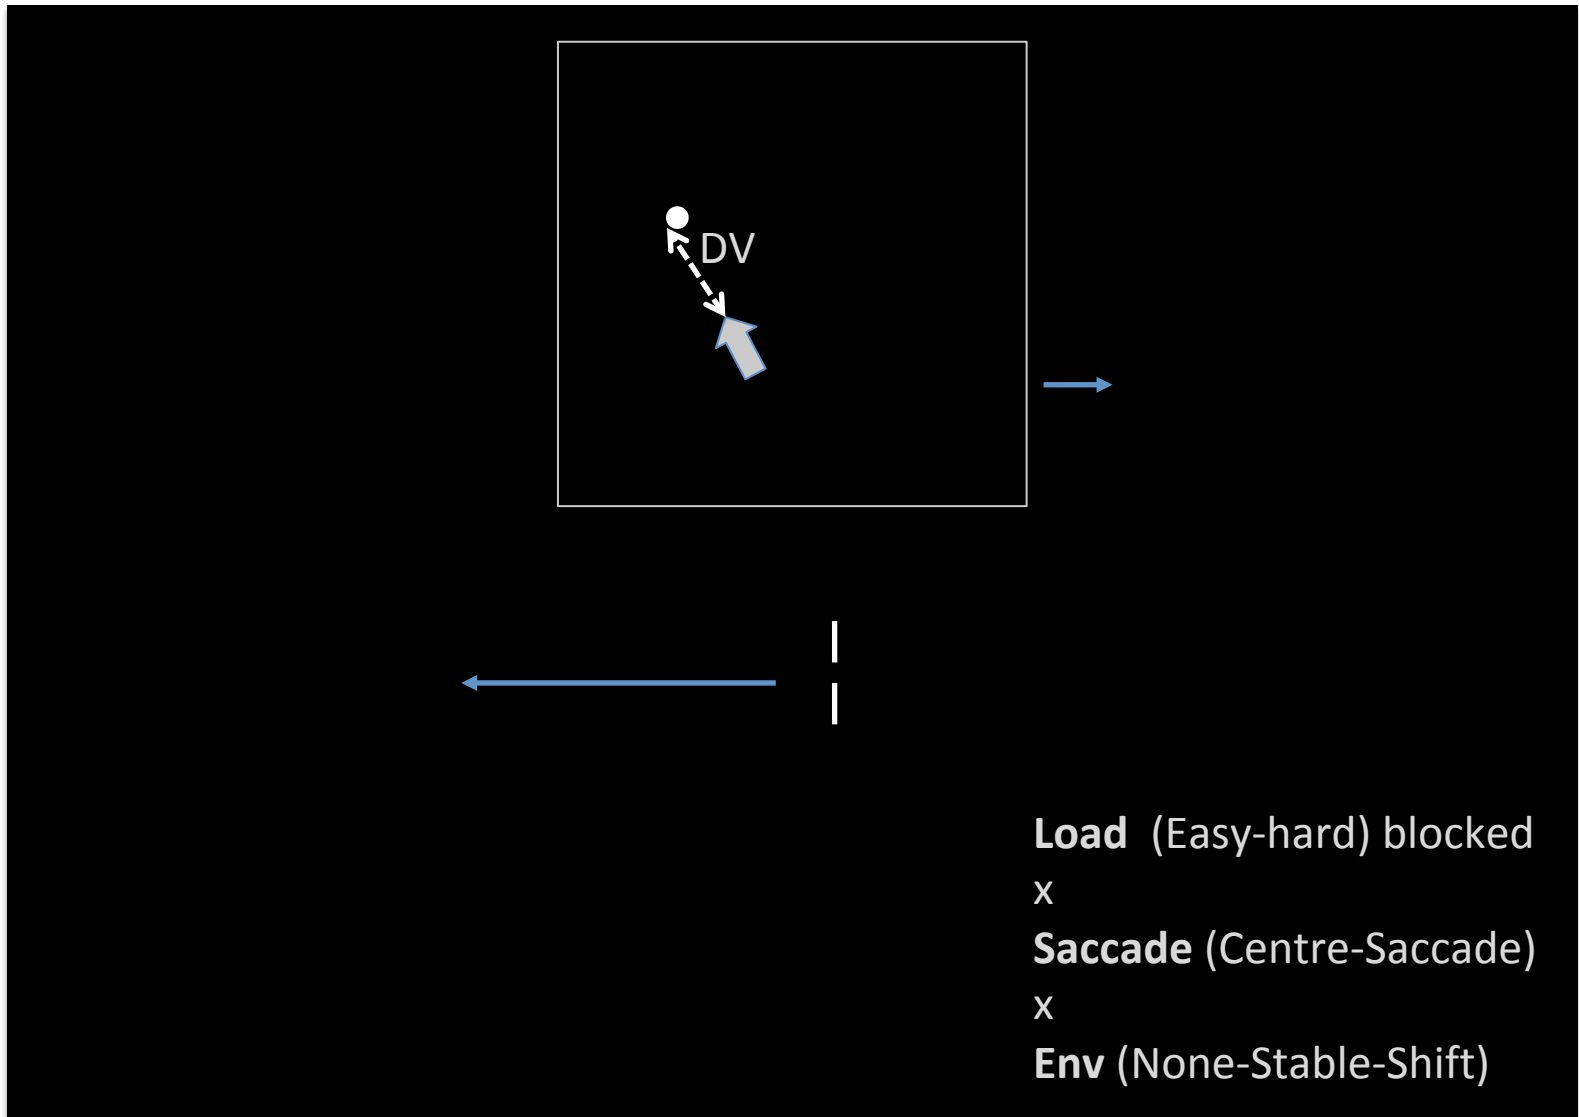 DV
Load (Easy-hard) blocked
x
Saccade (Centre-Saccade)
x
Env (None-Stable-Shift)